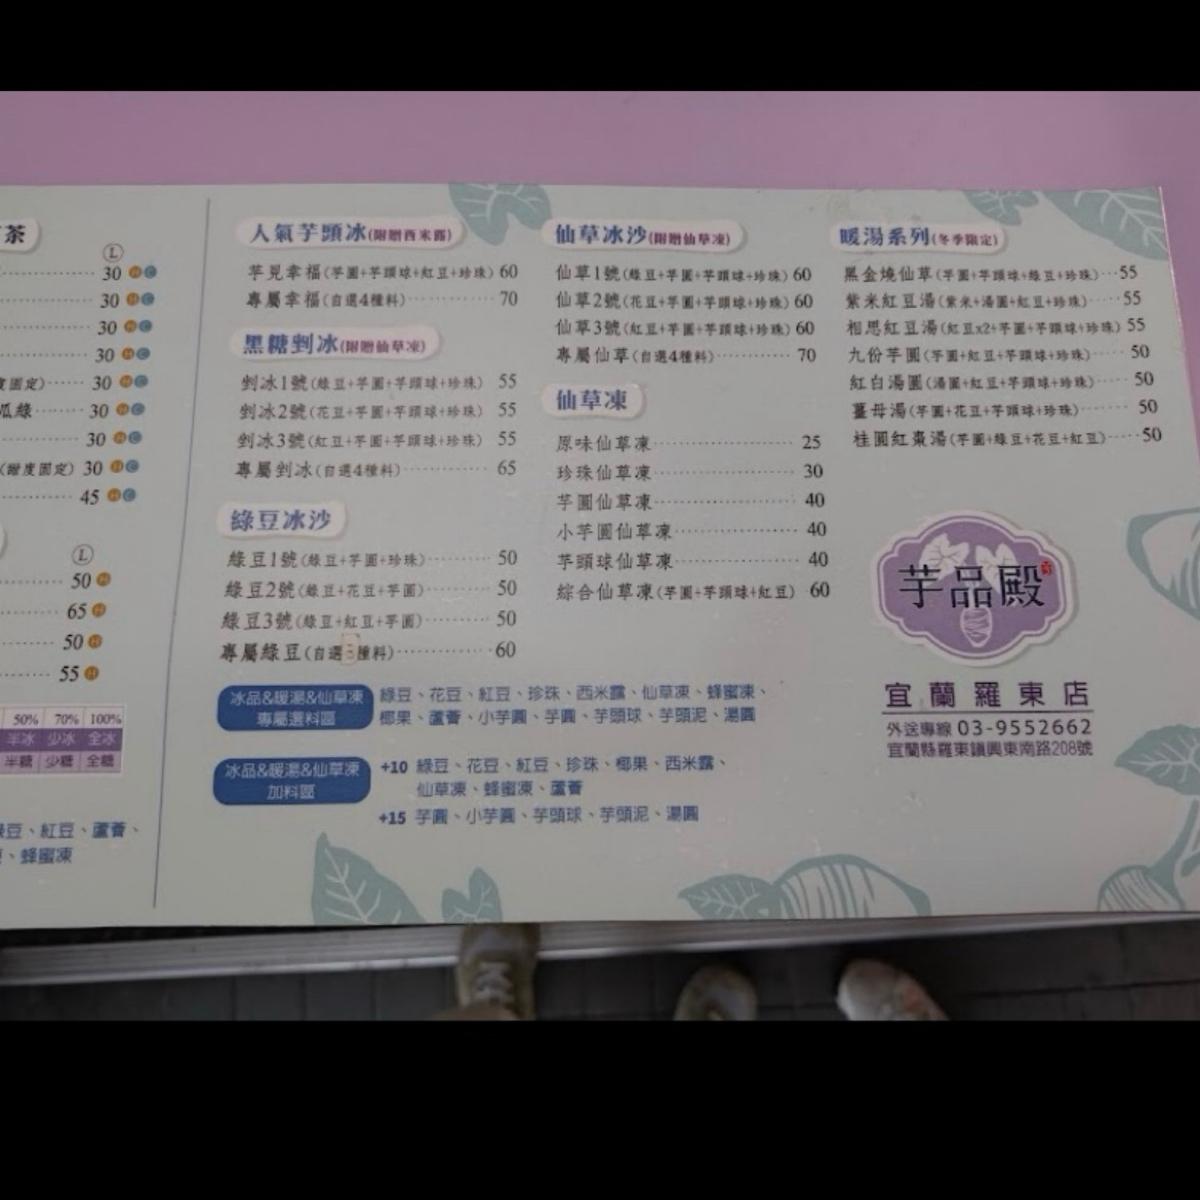 茶
L
30 H C
30 H C
30 H C
30 H C
度固定) 30 H C
瓜綠 30 H C
30 H C
(甜度固定) 30 H C
45 H C
L
50 H
65 H
50 H
55 H
50% 70% 100%
半冰 少冰 全冰
半糖 少糖 全糖
綠豆、紅豆、蘆薈、
、蜂蜜凍
人氣芋頭冰(附贈西米露)
芋見幸福(芋圓+芋頭球+紅豆+珍珠) 60
專屬幸福(自選4種料) 70
黑糖剉冰(附贈仙草凍)
剉冰1號(綠豆+芋圓+芋頭球+珍珠) 55
剉冰2號(花豆+芋圓+芋頭球+珍珠) 55
剉冰3號(紅豆+芋圓+芋頭球+珍珠) 55
專屬剉冰(自選4種料) 65
綠豆冰沙
綠豆1號(綠豆+芋圓+珍珠) 50
綠豆2號(綠豆+花豆+芋圓) 50
綠豆3號(綠豆+紅豆+芋圓) 50
專屬綠豆(自選3種料) 60
仙草冰沙(附贈仙草凍)
仙草1號(綠豆+芋圓+芋頭球+珍珠) 60
仙草2號(花豆+芋圓+芋頭球+珍珠) 60
仙草3號(紅豆+芋圓+芋頭球+珍珠) 60
專屬仙草(自選4種料) 70
仙草凍
原味仙草凍 25
珍珠仙草凍 30
芋圓仙草凍 40
小芋圓仙草凍 40
芋頭球仙草凍 40
綜合仙草凍(芋圓+芋頭球+紅豆) 60
暖湯系列(冬季限定)
黑金燒仙草(芋圓+芋頭球+綠豆+珍珠) 55
紫米紅豆湯(紫米+湯圓+紅豆+珍珠) 55
相思紅豆湯(紅豆x2+芋圓+芋頭球+珍珠) 55
九份芋圓(芋圓+紅豆+芋頭球+珍珠) 50
紅白湯圓(湯圓+紅豆+芋頭球+珍珠) 50
薑母湯(芋圓+花豆+芋頭球+珍珠) 50
桂圓紅棗湯(芋圓+綠豆+花豆+紅豆) 50
冰品&暖湯&仙草凍
專屬選料區
綠豆、花豆、紅豆、珍珠、西米露、仙草凍、蜂蜜凍、
椰果、蘆薈、小芋圓、芋圓、芋頭球、芋頭泥、湯圓
冰品&暖湯&仙草凍
加料區
+10 綠豆、花豆、紅豆、珍珠、椰果、西米露、
仙草凍、蜂蜜凍、蘆薈
+15 芋圓、小芋圓、芋頭球、芋頭泥、湯圓
芋品殿
宜蘭羅東店
外送專線 03-9552662
宜蘭縣羅東鎮興東南路208號